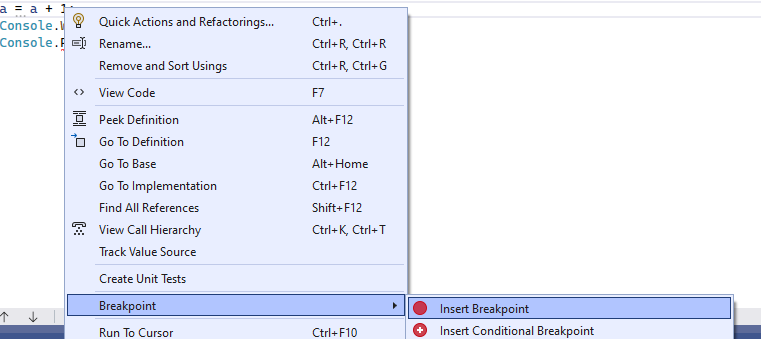 a = a + 1;
Console.W
Console.R
Quick Actions and Refactorings... Ctrl+.
Rename... Ctrl+R, Ctrl+R
Remove and Sort Usings Ctrl+R, Ctrl+G
View Code F7
Peek Definition Alt+F12
Go To Definition F12
Go To Base Alt+Home
Go To Implementation Ctrl+F12
Find All References Shift+F12
View Call Hierarchy Ctrl+K, Ctrl+T
Track Value Source
Create Unit Tests
Breakpoint
Insert Breakpoint
Run To Cursor Ctrl+F10
Insert Conditional Breakpoint